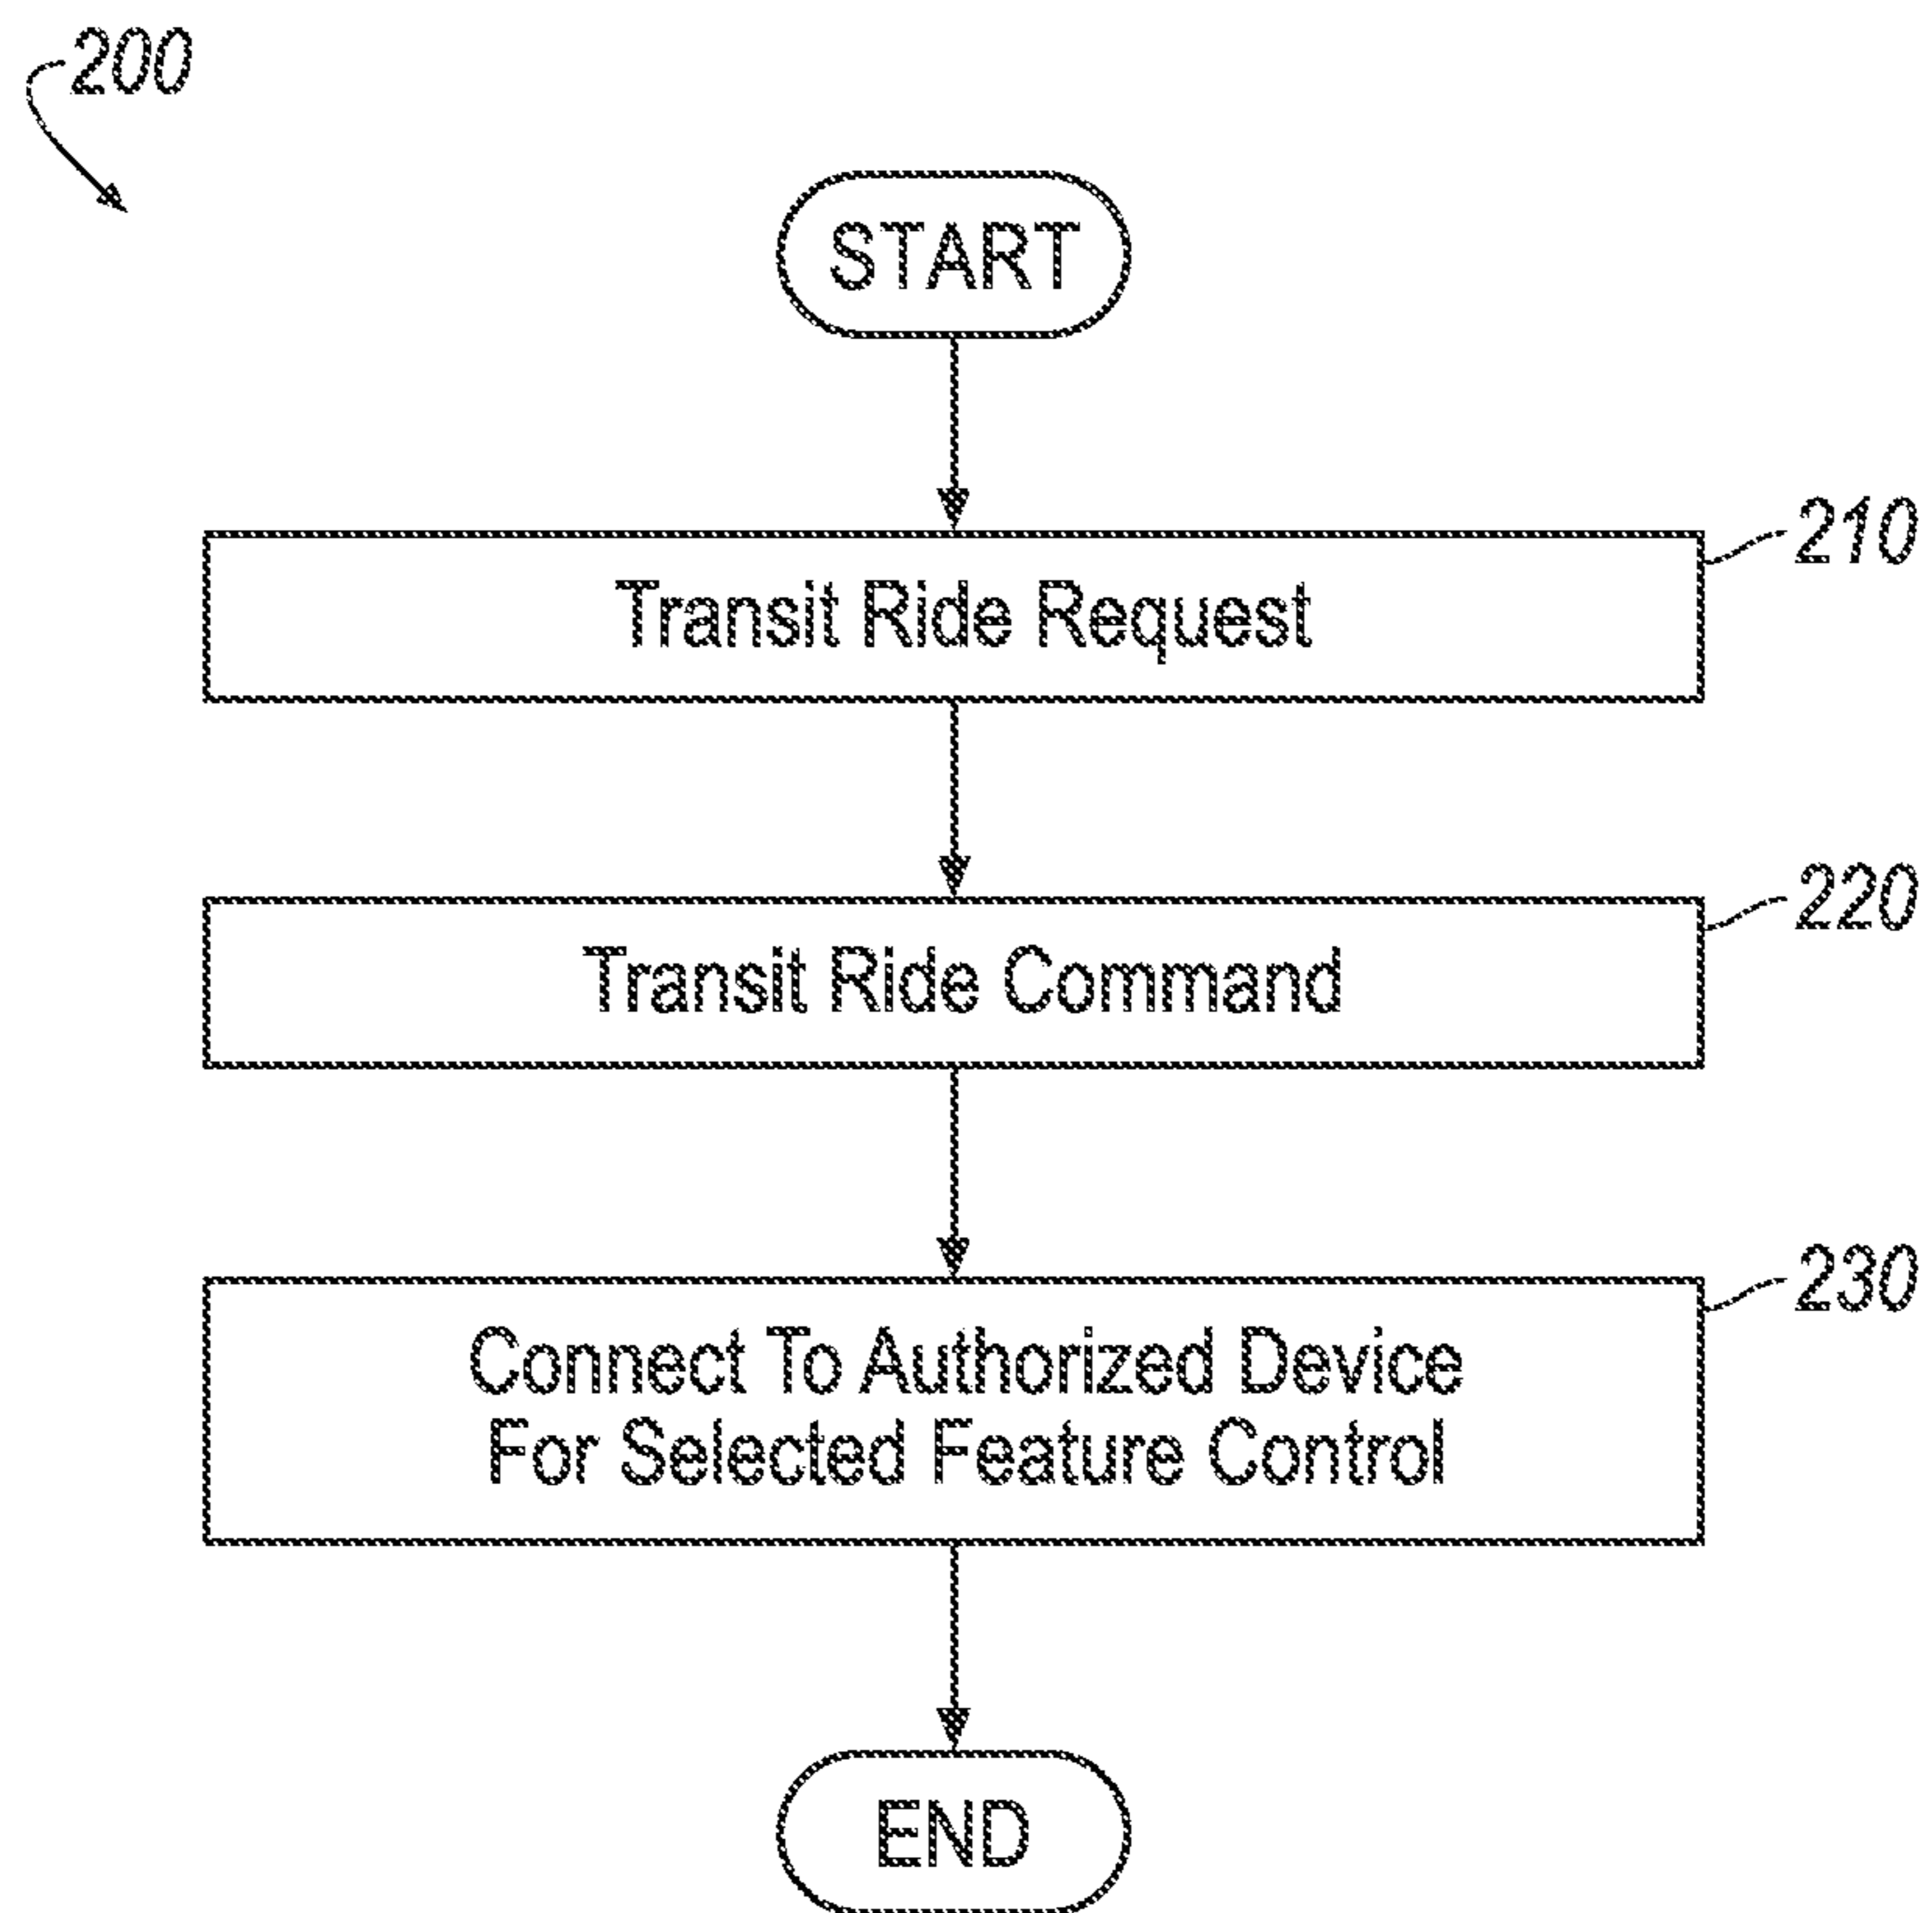 200
START
210
Transit Ride Request
220
Transit Ride Command
230
Connect To Authorized Device
For Selected Feature Control
END